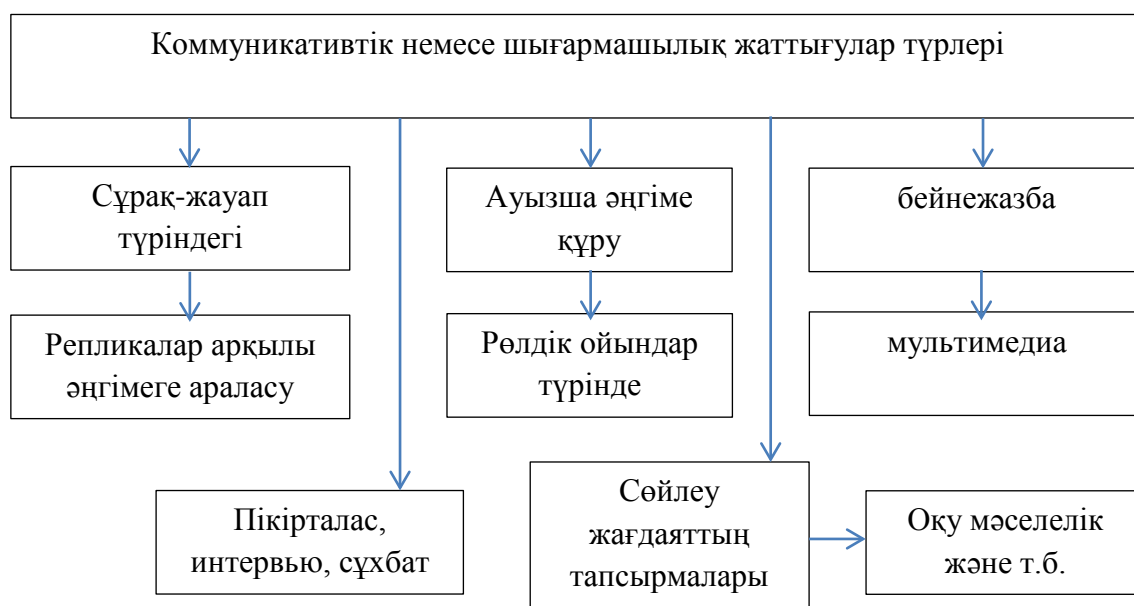 Коммуникативтік немесе шығармашылық жаттығулар түрлері
Сұрақ-жауап
түріндегі
Ауызша әңгіме
құру
бейнежазба
Репликалар арқылы
әңгімеге араласу
Рөлдік ойындар
түрінде
мультимедиа
Пікірталас,
интервью, сұхбат
Сөйлеу
жағдаяттың
тапсырмалары
Оқу мәселелік
және т.б.